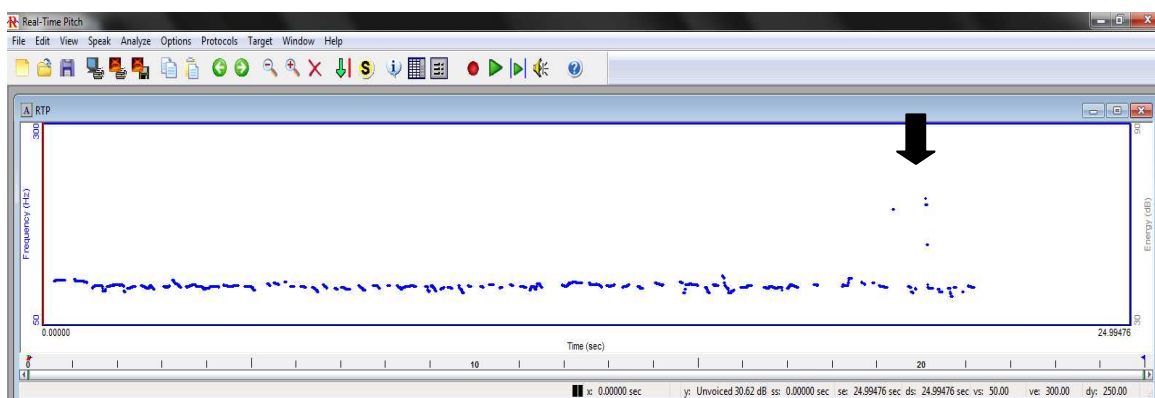 Real-Time Pitch
File Edit View Speak Analyze Options Protocols Target Window Help
A RTP
300
90
Frequency (Hz)
Energy (dB)
50
30
0.00000
24.99476
Time (sec)
0 10 20
x: 0.00000 sec y: Unvoiced 30.62 dB ss: 0.00000 sec se: 24.99476 sec ds: 24.99476 sec vs: 50.00 ve: 300.00 dy: 250.00